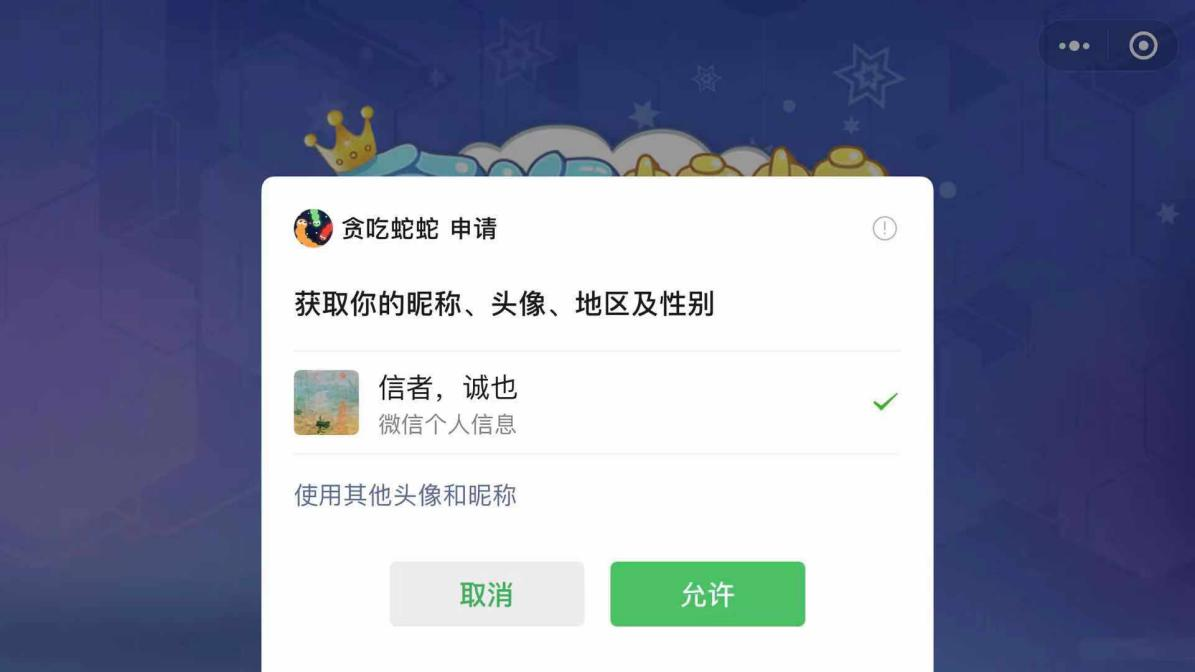 贪吃蛇蛇 申请
获取你的昵称、头像、地区及性别
信者，诚也
微信个人信息
使用其他头像和昵称
取消
允许